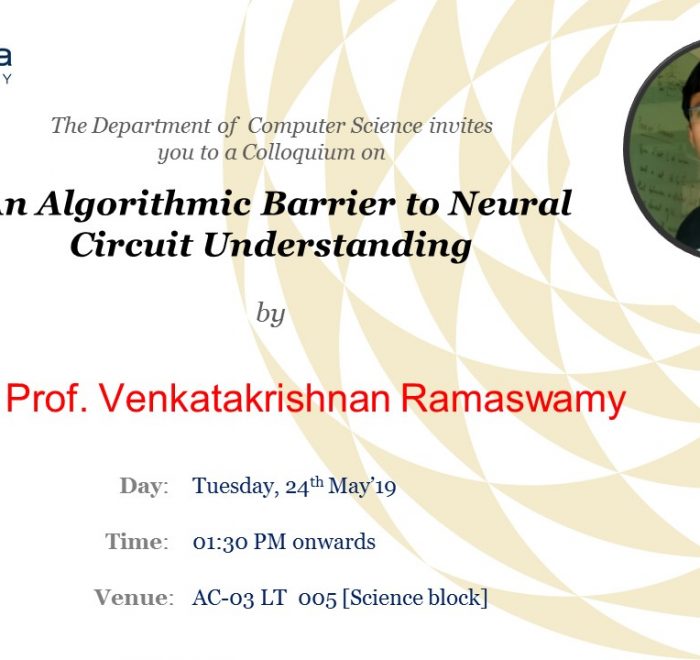 a
Y
The Department of Computer Science invites
you to a Colloquium on
n Algorithmic Barrier to Neural
Circuit Understanding
by
Prof. Venkatakrishnan Ramaswamy
Day: Tuesday, 24th May'19
Time: 01:30 PM onwards
Venue: AC-03 LT 005 [Science block]